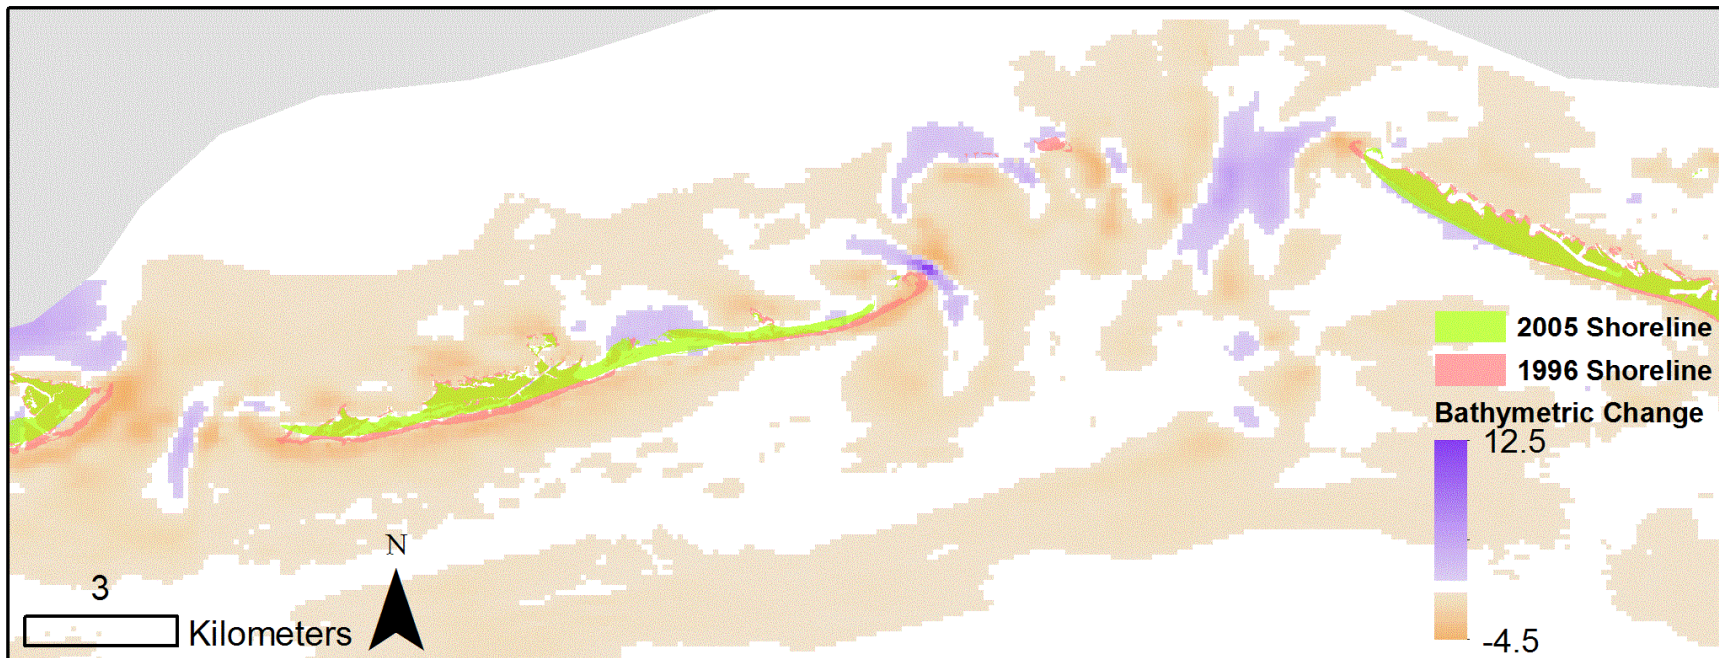 2005 Shoreline
1996 Shoreline
Bathymetric Change
12.5
-4.5
N
3
Kilometers